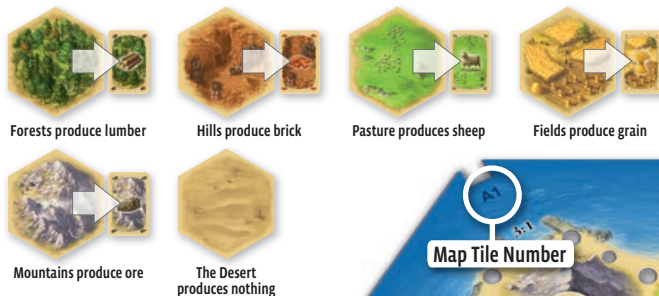 Forests produce lumber
Hills produce brick
Pasture produces sheep
Fields produce grain
A1
3:1
Map Tile Number
Mountains produce ore
The Desert
produces nothing